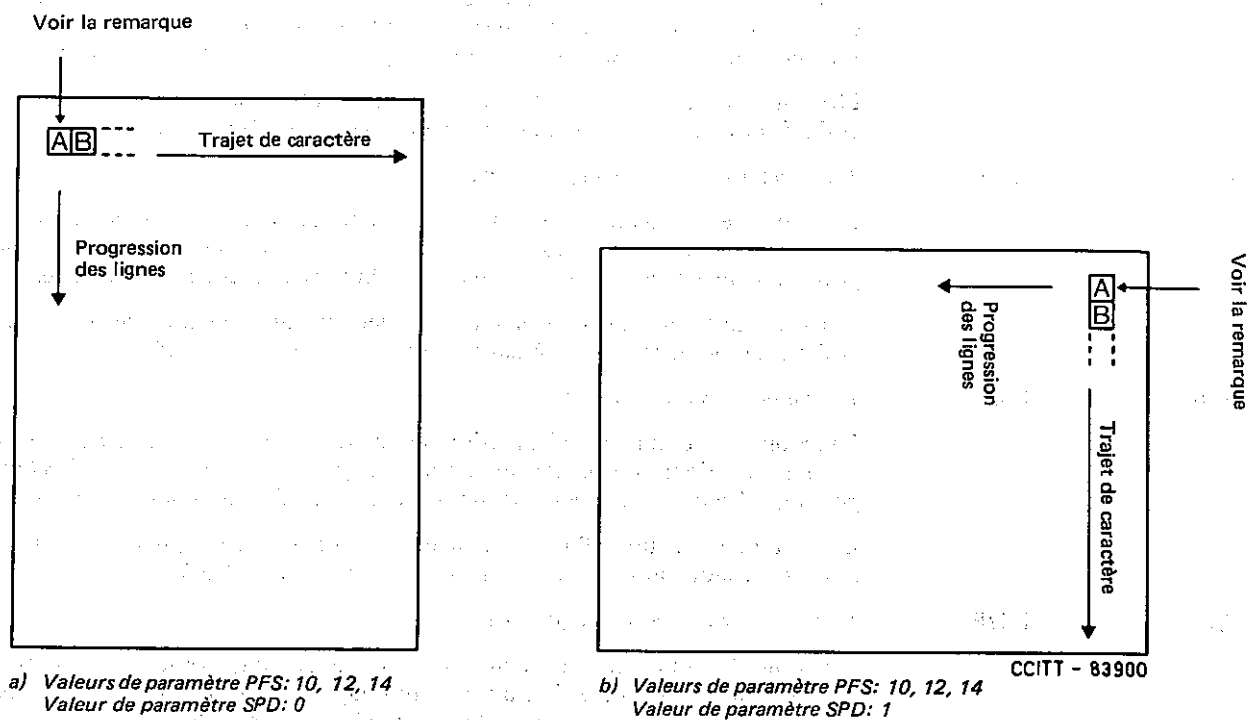 Voir la remarque
A B
Trajet de caractère
Progression
des lignes
a) Valeurs de paramètre PFS: 10, 12, 14
Valeur de paramètre SPD: 0
Voir la remarque
A
B
Progression
des lignes
Trajet de caractère
CCITT - 83900
b) Valeurs de paramètre PFS: 10, 12, 14
Valeur de paramètre SPD: 1